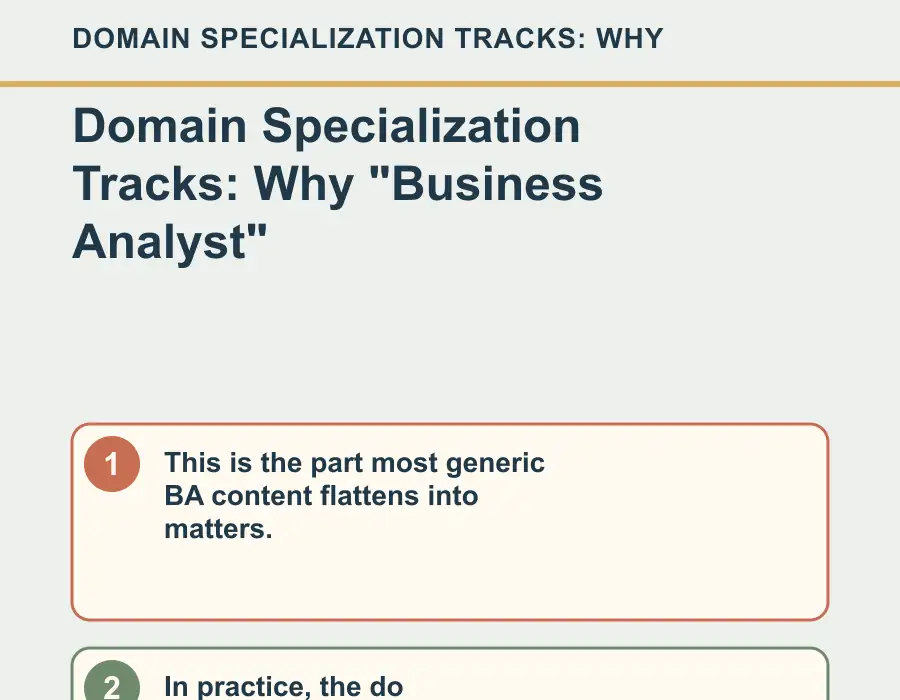 DOMAIN SPECIALIZATION TRACKS: WHY
Domain Specialization
Tracks: Why "Business
Analyst"
1
This is the part most generic
BA content flattens into
matters.
2
In practice, the do